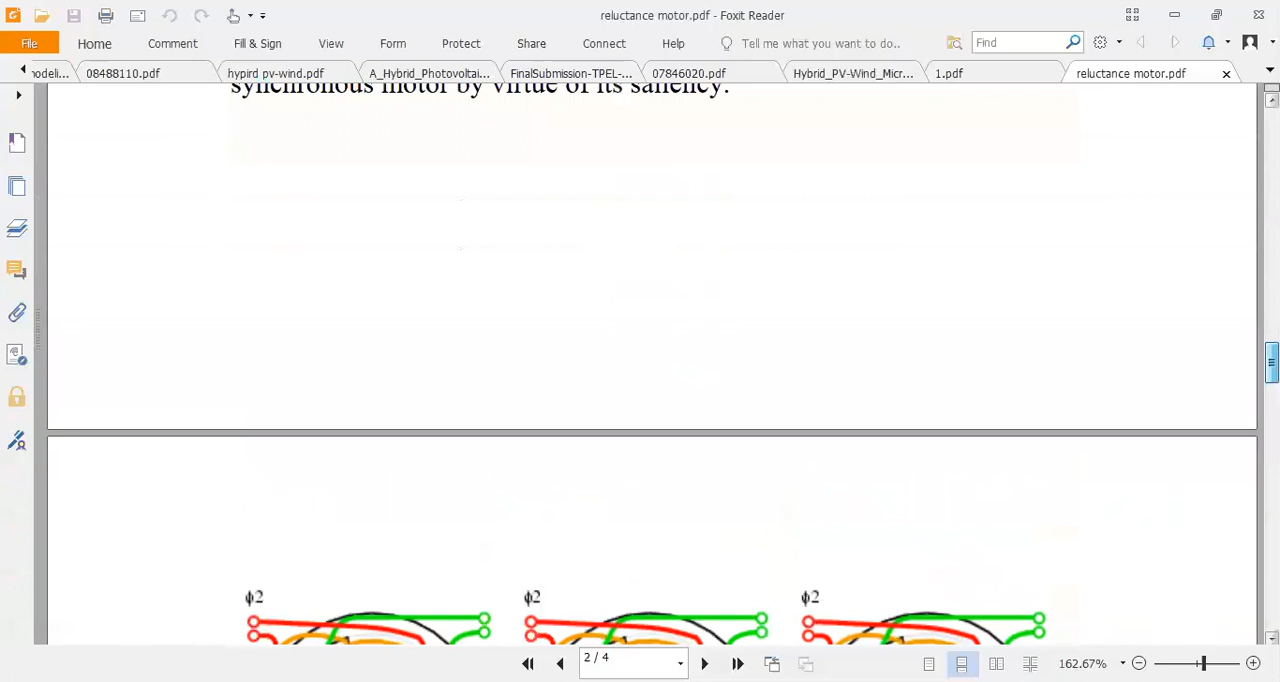 reluctance motor.pdf - Foxit Reader
File Home Comment Fill & Sign View Form Protect Share Connect Help Tell me what you want to do.. Find
nodeli... 08488110.pdf hypird pv-wind.pdf A_Hybrid_Photovoltai... FinalSubmission-TPEL-... 07846020.pdf Hybrid_PV-Wind_Micr... 1.pdf reluctance motor.pdf
synchronous motor by virtue of its saliency.
ϕ2 ϕ2 ϕ2
2 / 4 162.67%